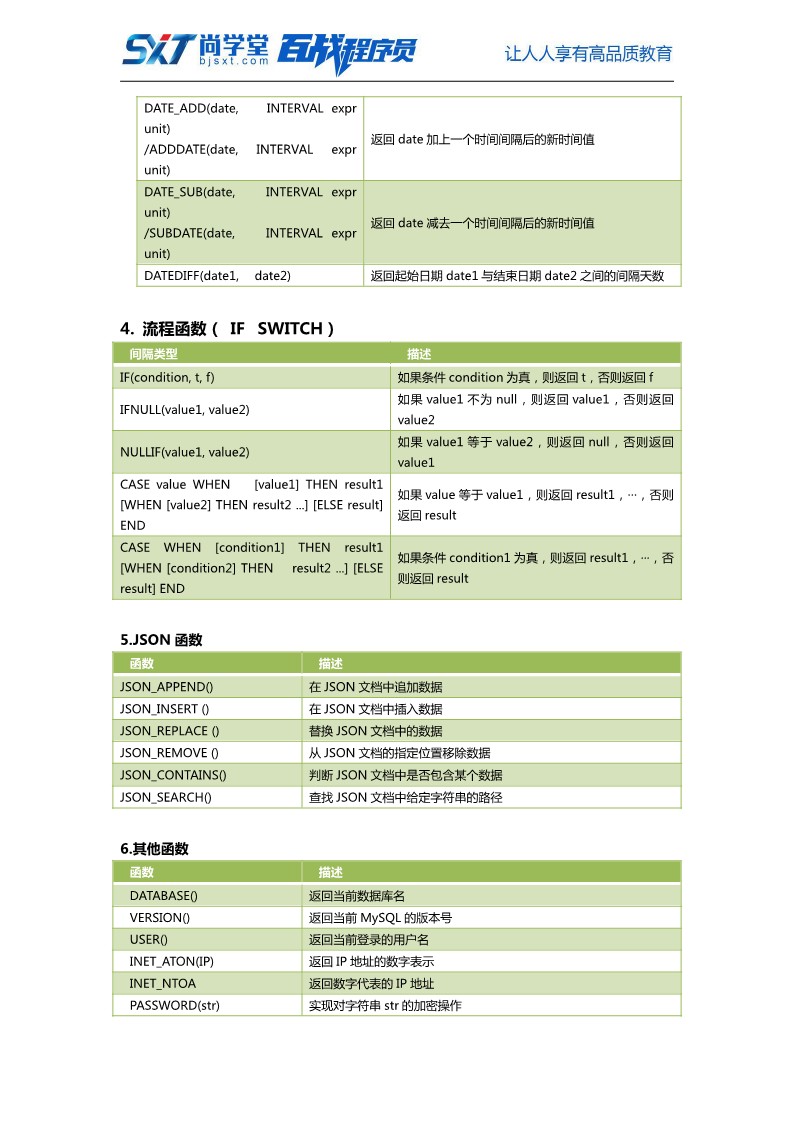 SXT 尚学堂 百战程序员 让人人享有高品质教育
bjsxt.com
DATE_ADD(date, INTERVAL expr
unit)
/ADDDATE(date, INTERVAL expr
unit)
返回 date 加上一个时间间隔后的新时间值
DATE_SUB(date, INTERVAL expr
unit)
/SUBDATE(date, INTERVAL expr
unit)
返回 date 减去一个时间间隔后的新时间值
DATEDIFF(date1, date2) 返回起始日期 date1 与结束日期 date2 之间的间隔天数
4. 流程函数（ IF SWITCH）
间隔类型 描述
IF(condition, t, f) 如果条件 condition 为真，则返回 t，否则返回 f
IFNULL(value1, value2)
如果 value1 不为 null，则返回 value1，否则返回
value2
NULLIF(value1, value2)
如果 value1 等于 value2，则返回 null，否则返回
value1
CASE value WHEN [value1] THEN result1
[WHEN [value2] THEN result2 ...] [ELSE result]
END
如果 value 等于 value1，则返回 result1，…，否则
返回 result
CASE WHEN [condition1] THEN result1
[WHEN [condition2] THEN result2 ...] [ELSE
result] END
如果条件 condition1 为真，则返回 result1，…，否
则返回 result
5.JSON 函数
函数 描述
JSON_APPEND() 在 JSON 文档中追加数据
JSON_INSERT () 在 JSON 文档中插入数据
JSON_REPLACE () 替换 JSON 文档中的数据
JSON_REMOVE () 从 JSON 文档的指定位置移除数据
JSON_CONTAINS() 判断 JSON 文档中是否包含某个数据
JSON_SEARCH() 查找 JSON 文档中给定字符串的路径
6.其他函数
函数 描述
DATABASE() 返回当前数据库名
VERSION() 返回当前 MySQL 的版本号
USER() 返回当前登录的用户名
INET_ATON(IP) 返回 IP 地址的数字表示
INET_NTOA 返回数字代表的 IP 地址
PASSWORD(str) 实现对字符串 str 的加密操作